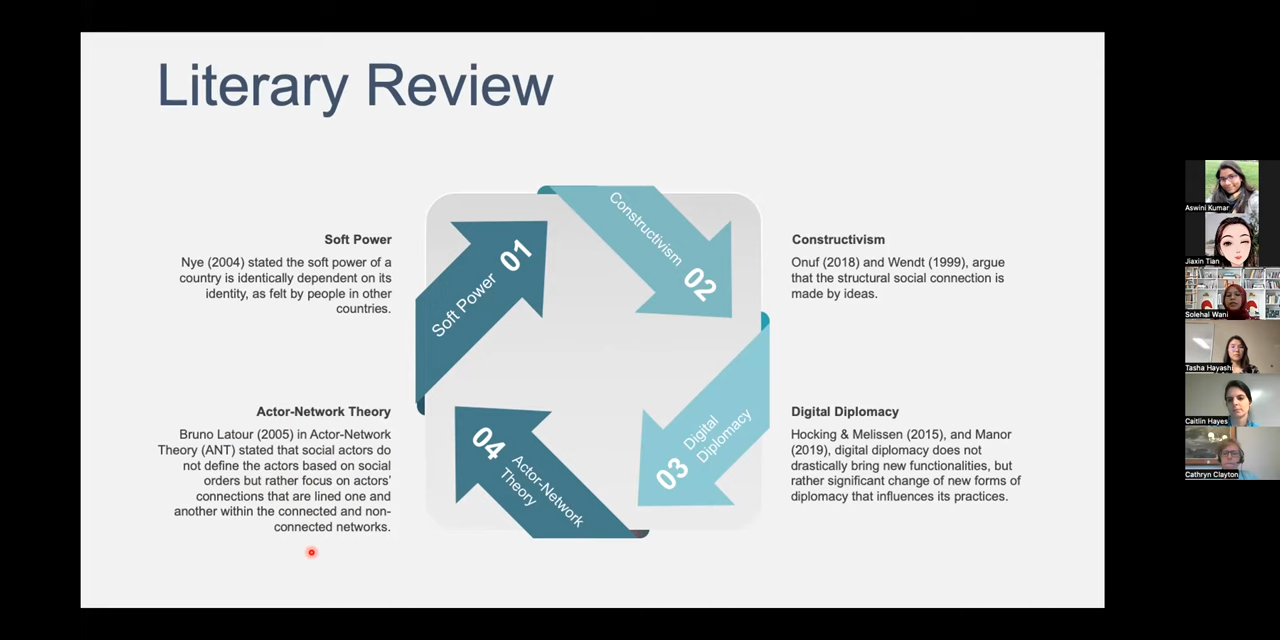 Literary Review
Soft Power
Nye (2004) stated the soft power of a
country is identically dependent on its
identity, as felt by people in other
countries.
Soft Power 01
Constructivism 02
Constructivism
Onuf (2018) and Wendt (1999), argue
that the structural social connection is
made by ideas.
Actor-Network Theory
Bruno Latour (2005) in Actor-Network
Theory (ANT) stated that social actors do
not define the actors based on social
orders but rather focus on actors'
connections that are lined one and
another within the connected and non-
connected networks.
04 Actor-Network
Theory
03 Digital
Diplomacy
Digital Diplomacy
Hocking & Melissen (2015), and Manor
(2019), digital diplomacy does not
drastically bring new functionalities, but
rather significant change of new forms of
diplomacy that influences its practices.
Aswini Kumar
Jiaxin Tian
Solehal Wani
Tasha Hayashi
Caitlin Hayes
Cathryn Clayton